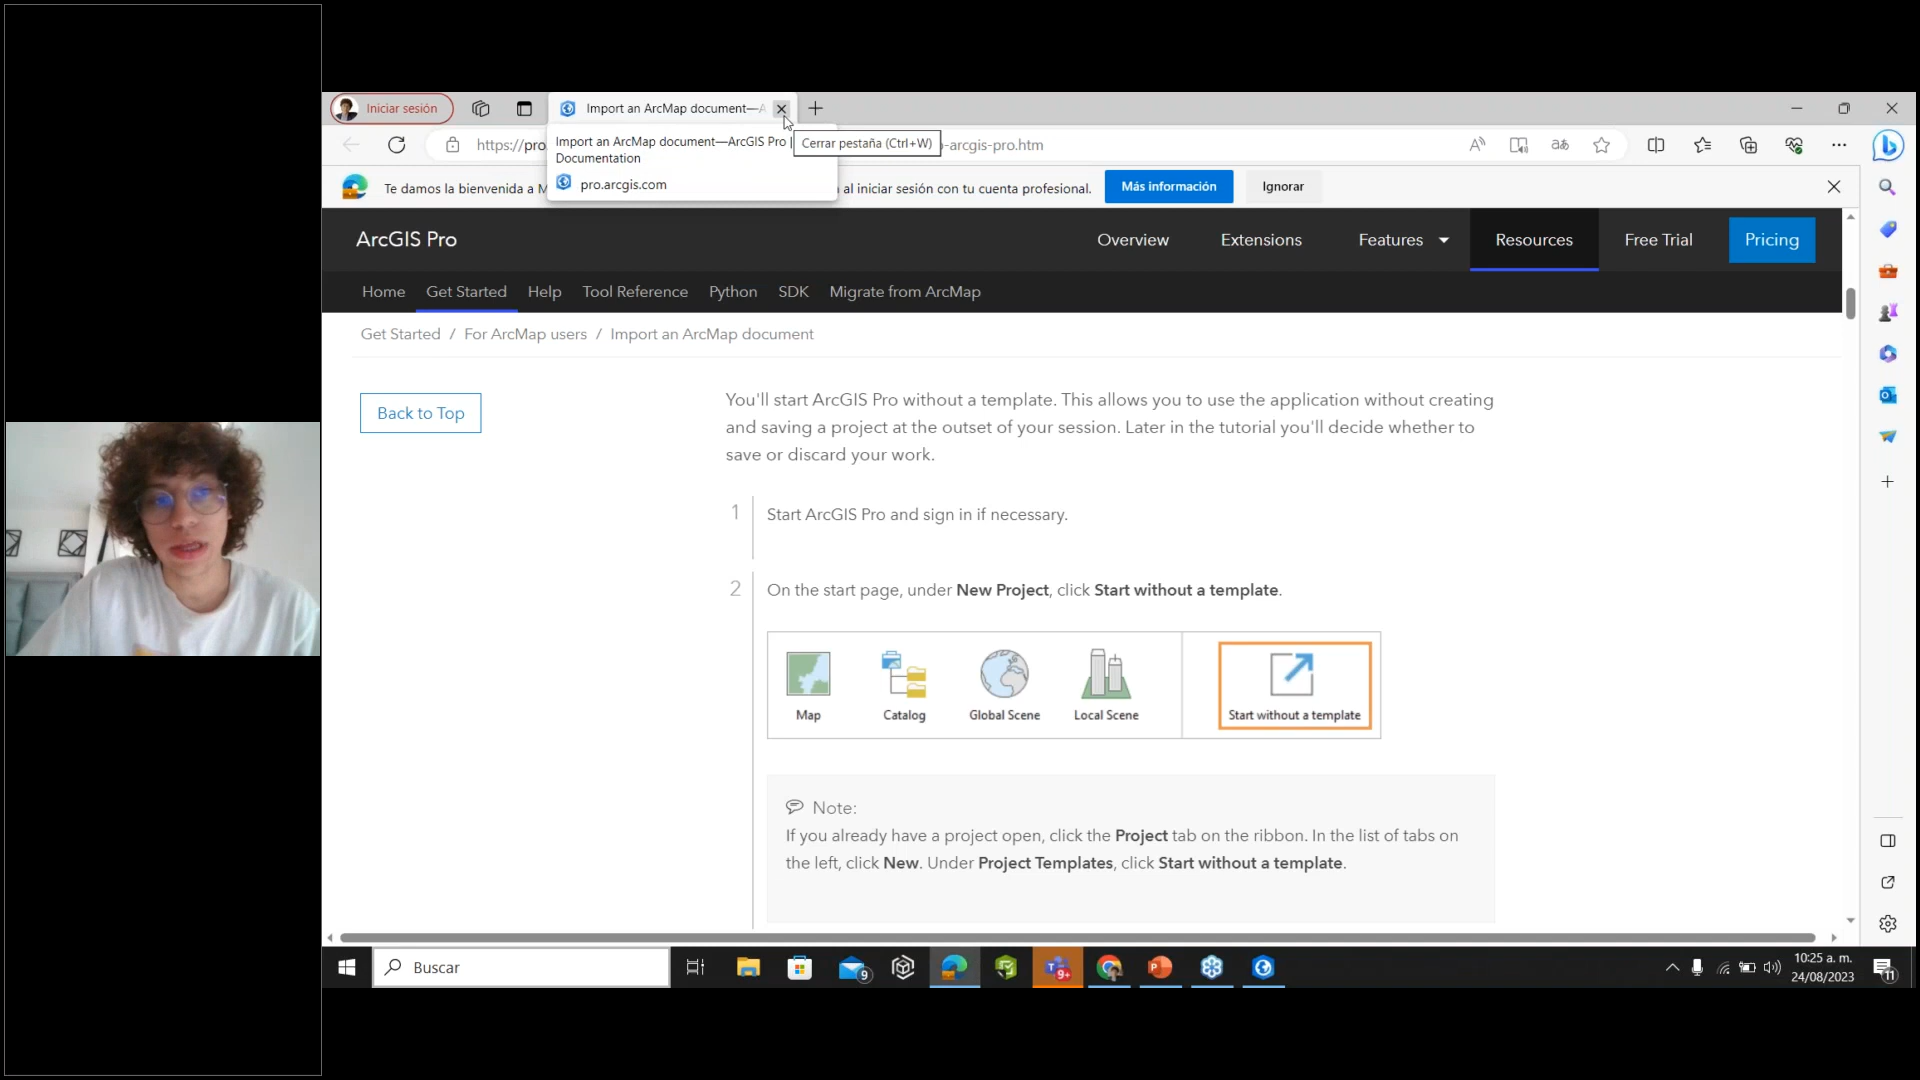 Iniciar sesión
Import an ArcMap document—A
https://pro
-arcgis-pro.htm
Import an ArcMap document—ArcGIS Pro |
Documentation
pro.arcgis.com
Cerrar pestaña (Ctrl+W)
Te damos la bienvenida a M
al iniciar sesión con tu cuenta profesional.
Más información
Ignorar
ArcGIS Pro
Overview
Extensions
Features
Resources
Free Trial
Pricing
Home
Get Started
Help
Tool Reference
Python
SDK
Migrate from ArcMap
Get Started / For ArcMap users / Import an ArcMap document
Back to Top
You'll start ArcGIS Pro without a template. This allows you to use the application without creating
and saving a project at the outset of your session. Later in the tutorial you'll decide whether to
save or discard your work.
1 Start ArcGIS Pro and sign in if necessary.
2 On the start page, under New Project, click Start without a template.
Map
Catalog
Global Scene
Local Scene
Start without a template
Note:
If you already have a project open, click the Project tab on the ribbon. In the list of tabs on
the left, click New. Under Project Templates, click Start without a template.
Buscar
9
9+
10:25 a. m.
24/08/2023
11